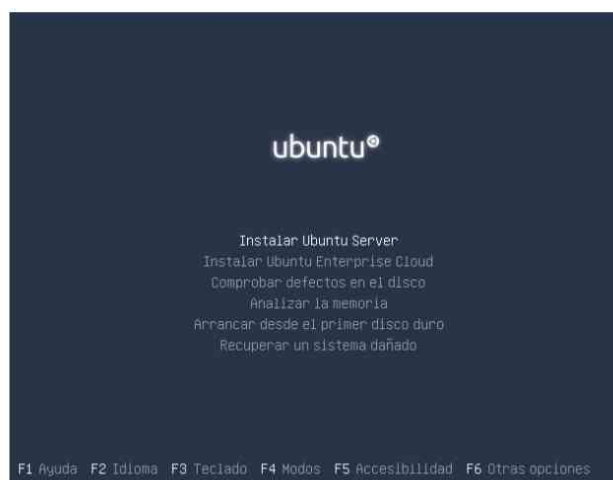 ubuntu
Instalar Ubuntu Server
Instalar Ubuntu Enterprise Cloud
Comprobar defectos en el disco
Analizar la memoria
Arrancar desde el primer disco duro
Recuperar un sistema dañado
F1 Ayuda F2 Idioma F3 Teclado F4 Modos F5 Accesibilidad F6 Otras opciones